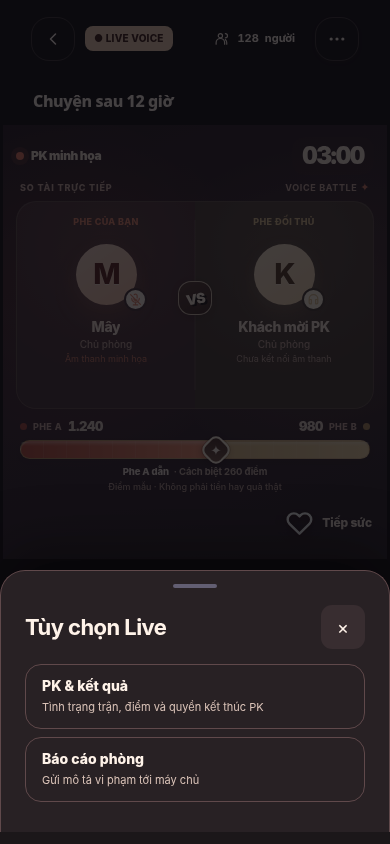 LIVE VOICE
128 người
Chuyện sau 12 giờ
PK minh họa
03:00
SO TÀI TRỰC TIẾP
VOICE BATTLE
PHE CỦA BẠN
PHE ĐỐI THỦ
M
K
VS
Mây
Khách mời PK
Chủ phòng
Chủ phòng
Âm thanh minh họa
Chưa kết nối âm thanh
PHE A 1.240
980 PHE B
Phe A dẫn · Cách biệt 260 điểm
Điểm mẫu · Không phải tiền hay quà thật
Tiếp sức
Tùy chọn Live
×
PK & kết quả
Tình trạng trận, điểm và quyền kết thúc PK
Báo cáo phòng
Gửi mô tả vi phạm tới máy chủ